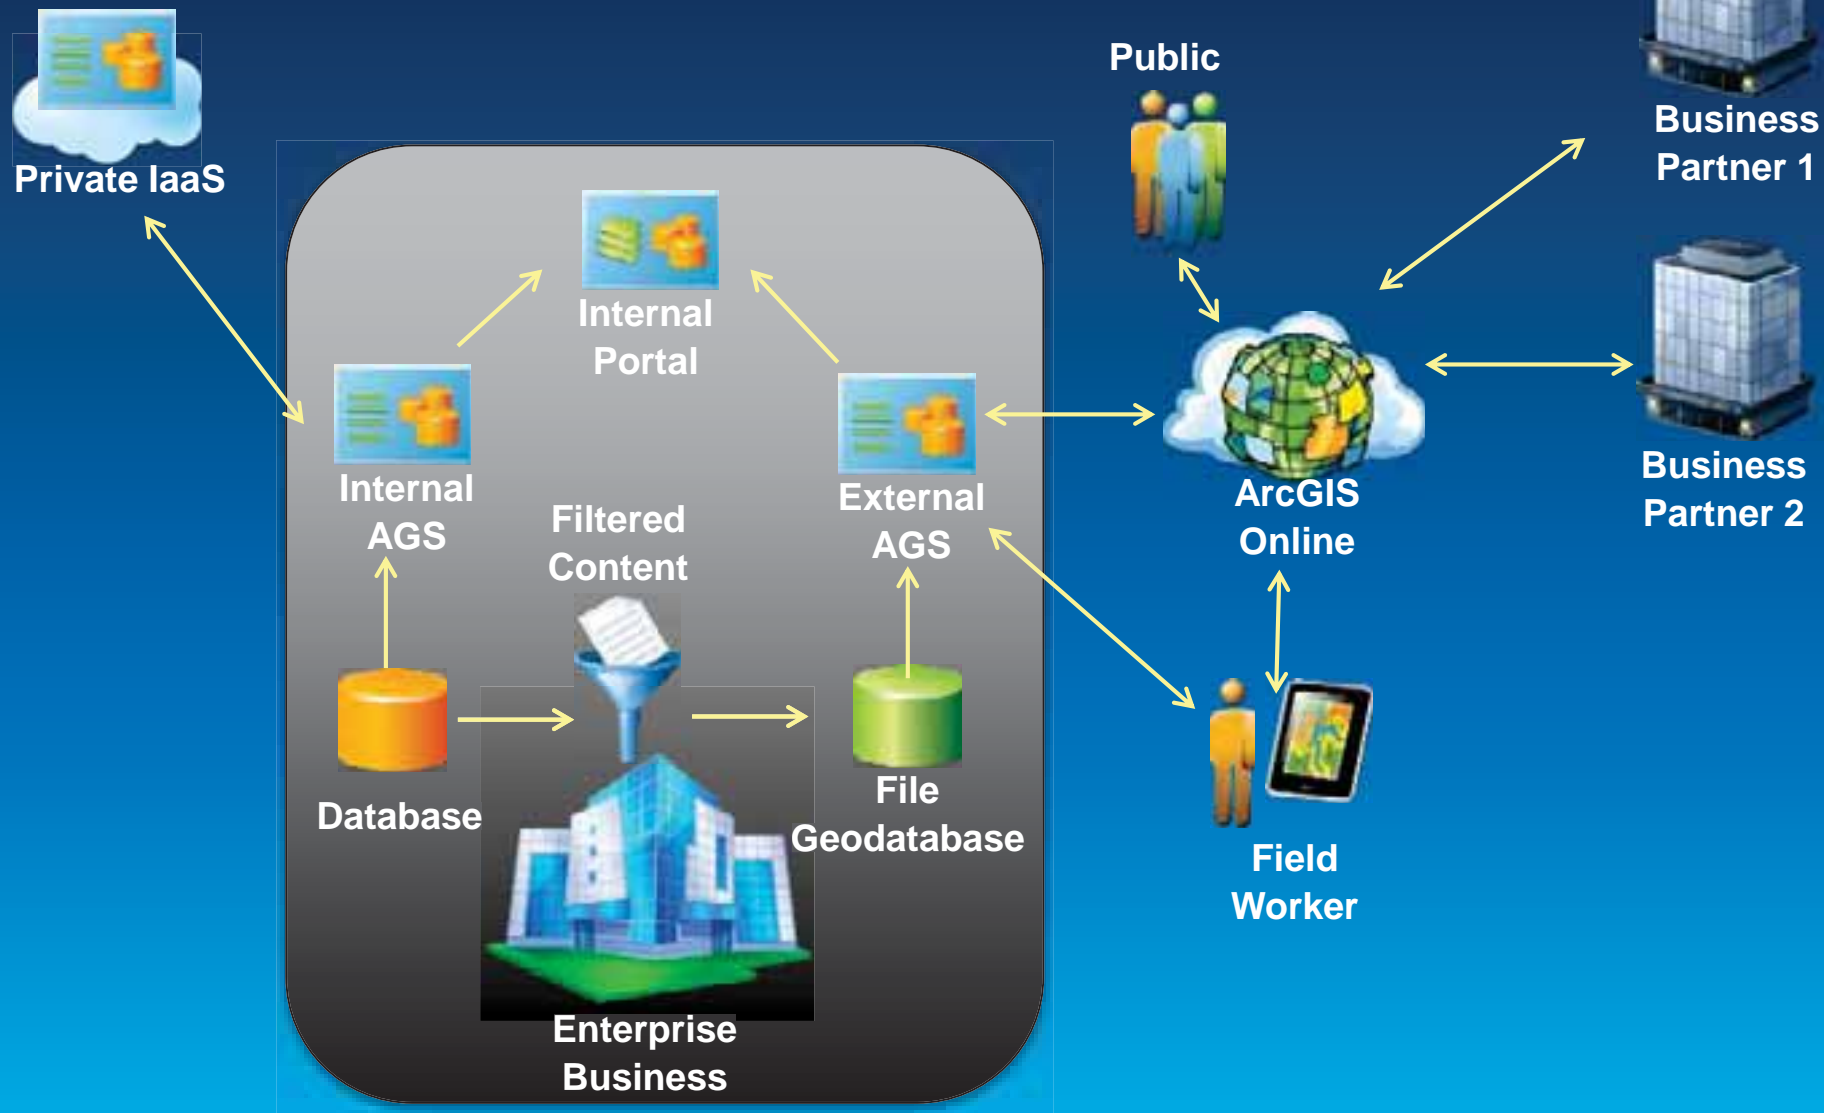 Private IaaS
Internal
Portal
Internal
AGS
Filtered
Content
External
AGS
Database
File
Geodatabase
Enterprise
Business
Public
ArcGIS
Online
Field
Worker
Business
Partner 1
Business
Partner 2